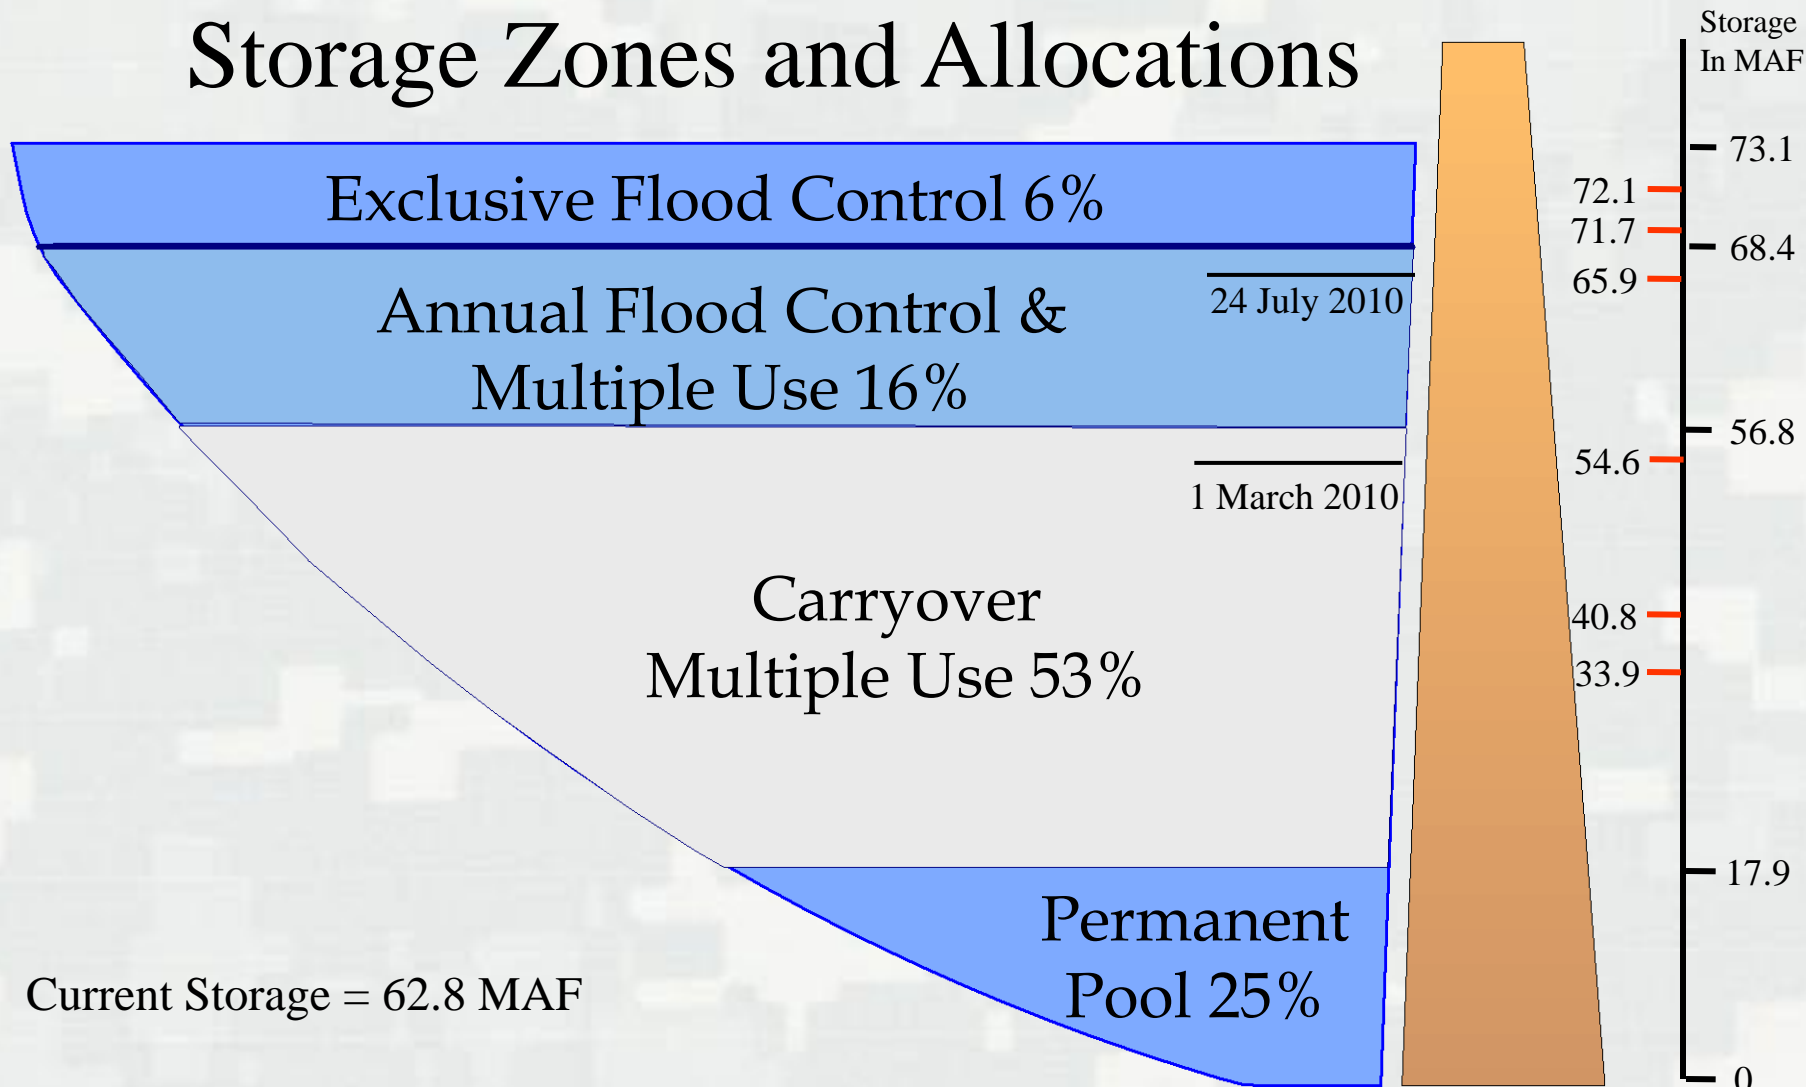 Storage Zones and Allocations
Storage
In MAF
Exclusive Flood Control 6%
Annual Flood Control &
Multiple Use 16%
24 July 2010
1 March 2010
Carryover
Multiple Use 53%
Permanent
Pool 25%
Current Storage = 62.8 MAF
73.1
72.1
71.7
68.4
65.9
56.8
54.6
40.8
33.9
17.9
0